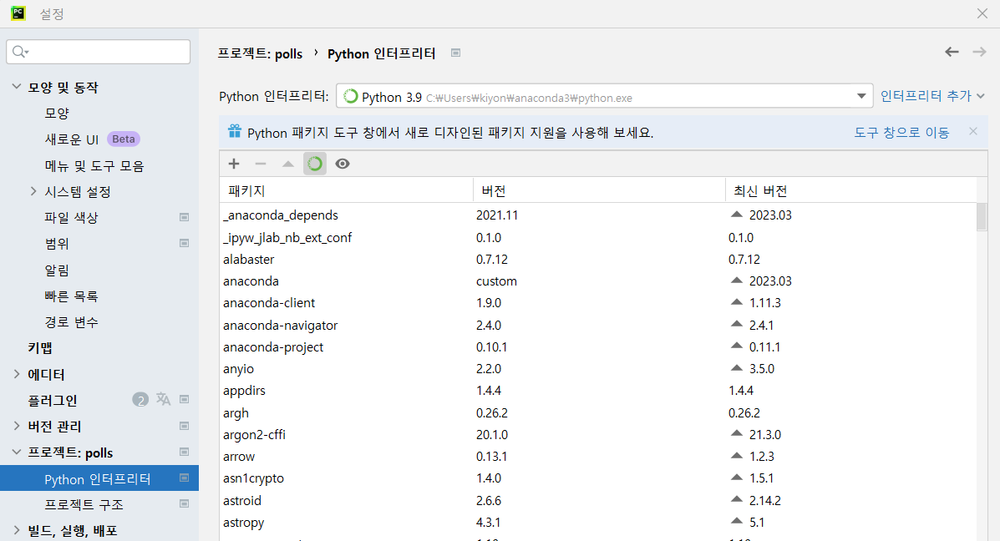 PC
설정
프로젝트: polls › Python 인터프리터
Python 인터프리터: Python 3.9 C:₩Users₩kiyon₩anaconda3₩python.exe 인터프리터 추가
Python 패키지 도구 창에서 새로 디자인된 패키지 지원을 사용해 보세요. 도구 창으로 이동
모양 및 동작
모양
새로운 UI Beta
메뉴 및 도구 모음
시스템 설정
파일 색상
범위
알림
빠른 목록
경로 변수
키맵
에디터
플러그인 2
버전 관리
프로젝트: polls
Python 인터프리터
프로젝트 구조
빌드, 실행, 배포
패키지 버전 최신 버전
_anaconda_depends 2021.11 2023.03
_ipyw_jlab_nb_ext_conf 0.1.0 0.1.0
alabaster 0.7.12 0.7.12
anaconda custom 2023.03
anaconda-client 1.9.0 1.11.3
anaconda-navigator 2.4.0 2.4.1
anaconda-project 0.10.1 0.11.1
anyio 2.2.0 3.5.0
appdirs 1.4.4 1.4.4
argh 0.26.2 0.26.2
argon2-cffi 20.1.0 21.3.0
arrow 0.13.1 1.2.3
asn1crypto 1.4.0 1.5.1
astroid 2.6.6 2.14.2
astropy 4.3.1 5.1